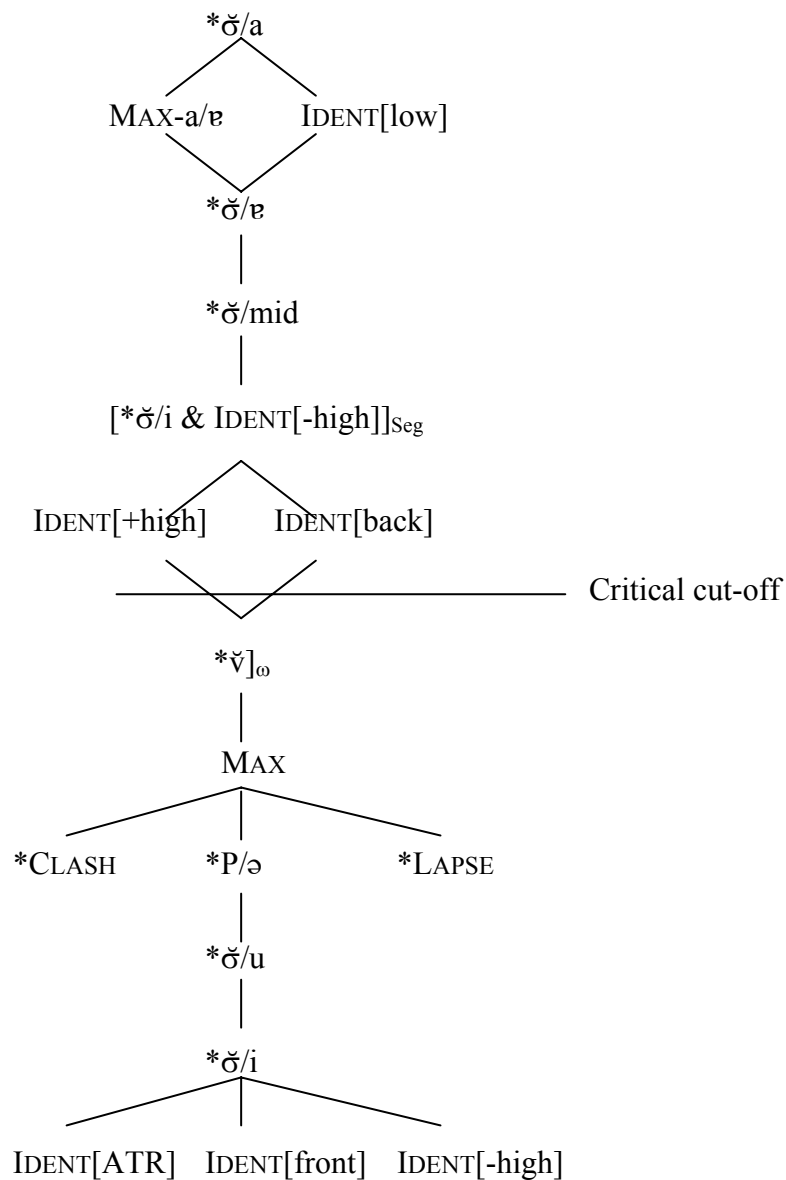 *σ̆/a
MAX-a/ɐ IDENT[low]
*σ̆/ɐ
*σ̆/mid
[*σ̆/i & IDENT[-high]]Seg
IDENT[+high] IDENT[back]
Critical cut-off
*v̆]ω
MAX
*CLASH *P/ə *LAPSE
*σ̆/u
*σ̆/i
IDENT[ATR] IDENT[front] IDENT[-high]